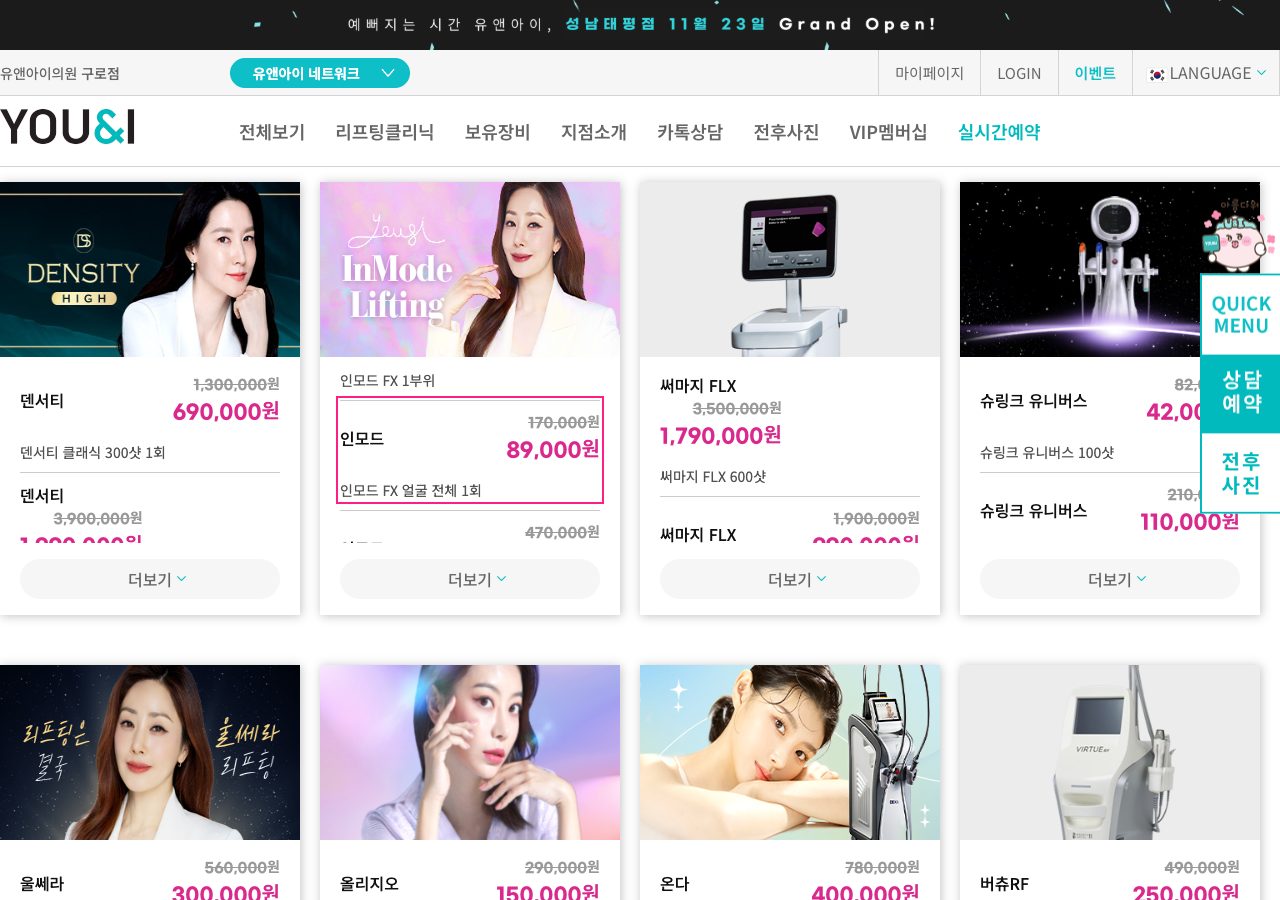 예뻐지는 시간 유앤아이, 성남태평점 11월 23일 Grand Open!
유앤아이의원 구로점
유앤아이 네트워크
마이페이지
LOGIN
이벤트
LANGUAGE
YOU&I
전체보기
리프팅클리닉
보유장비
지점소개
카톡상담
전후사진
VIP멤버십
실시간예약
DENSITY
HIGH
덴서티
1,300,000원
690,000원
덴서티 클래식 300샷 1회
덴서티
3,900,000원
더보기
InMode
Lifting
인모드 FX 1부위
인모드
170,000원
89,000원
인모드 FX 얼굴 전체 1회
470,000원
더보기
써마지 FLX
3,500,000원
1,790,000원
써마지 FLX 600샷
써마지 FLX
1,900,000원
더보기
슈링크 유니버스
슈링크 유니버스 100샷
슈링크 유니버스
110,000원
더보기
QUICK
MENU
상담
예약
전후
사진
리프팅은
결국
울쎄라
리프팅
울쎄라
560,000원
300,000원
올리지오
290,000원
150,000원
온다
780,000원
400,000원
VIRTUE RF
버츄RF
490,000원
250,000원